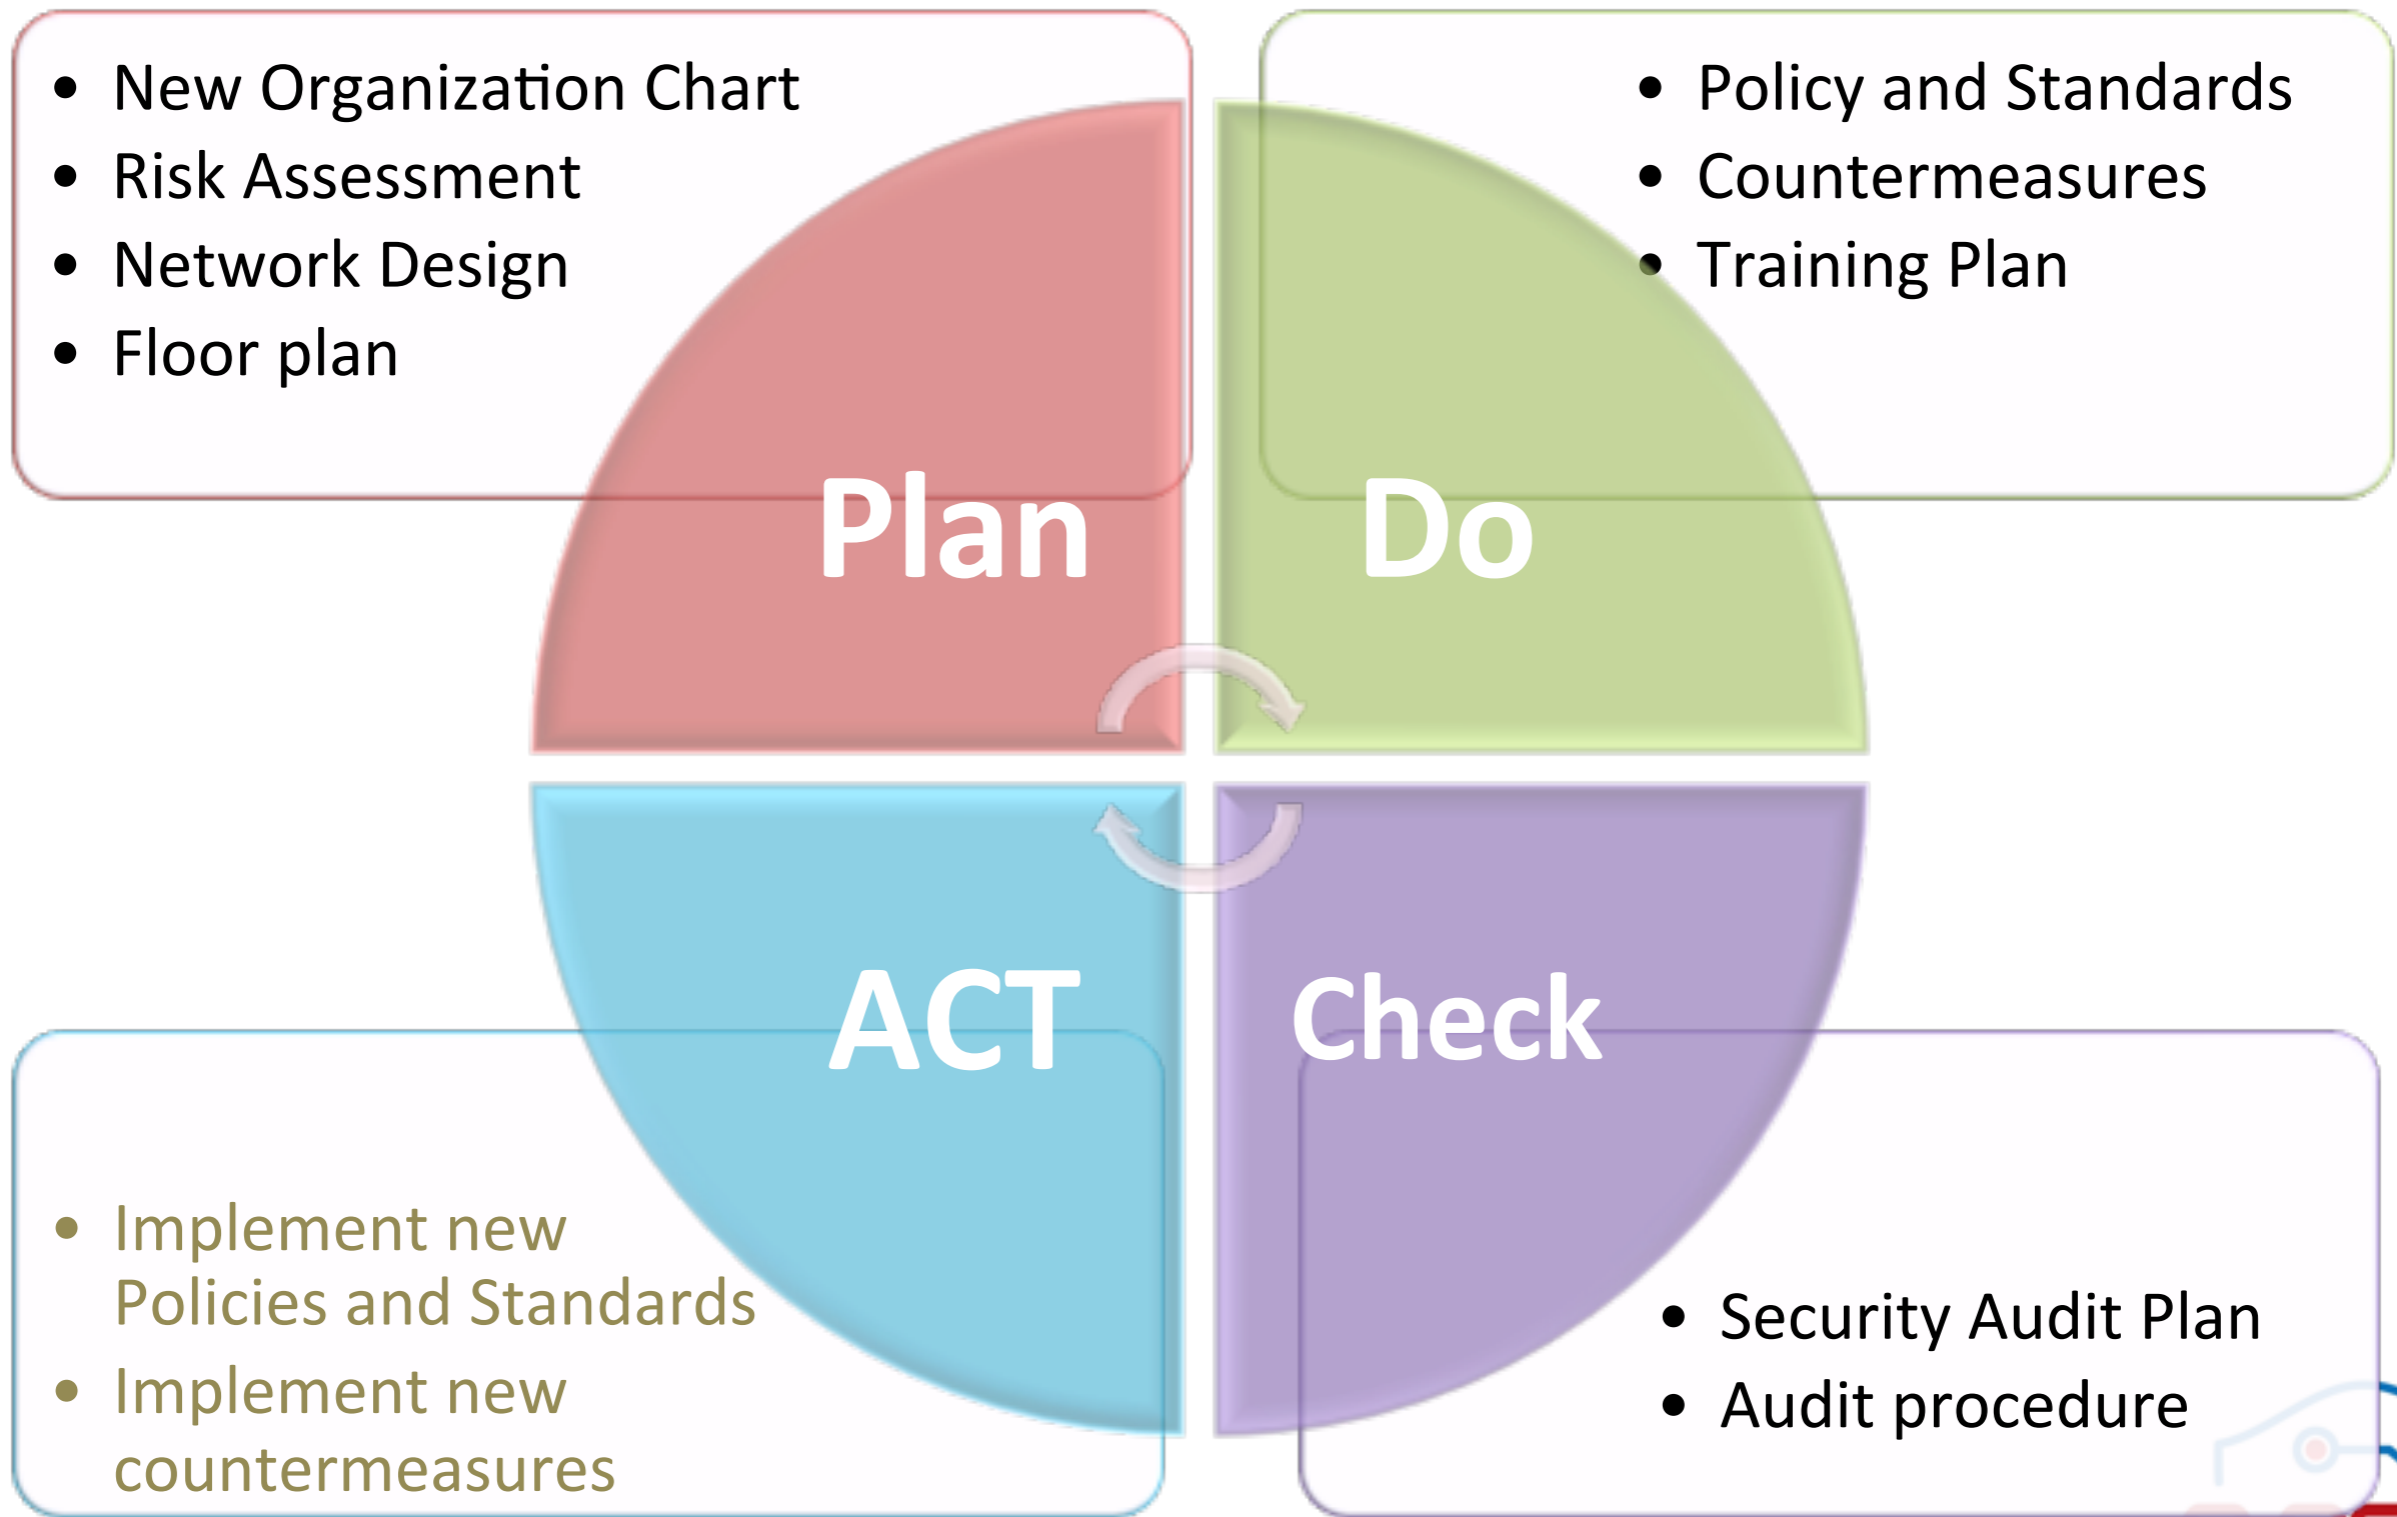 • New Organization Chart
• Risk Assessment
• Network Design
• Floor plan
Plan
• Policy and Standards
• Countermeasures
• Training Plan
Do
ACT
• Implement new
Policies and Standards
• Implement new
countermeasures
Check
• Security Audit Plan
• Audit procedure